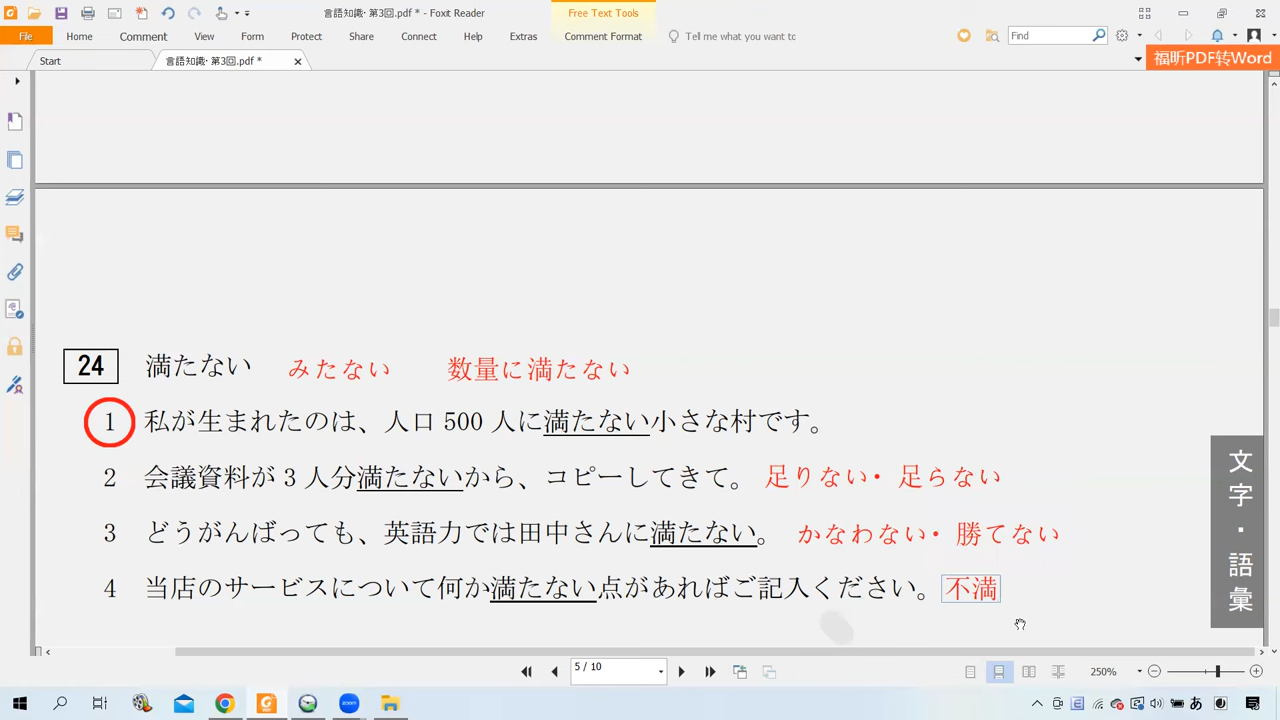 言語知識· 第3回.pdf * - Foxit Reader
Free Text Tools
File Home Comment View Form Protect Share Connect Help Extras Comment Format Tell me what you want to c Find
Start 言語知識· 第3回.pdf *
福昕PDF转Word
24 満たない みたない 数量に満たない
1 私が生まれたのは、人口 500 人に満たない小さな村です。
2 会議資料が 3 人分満たないから、コピーしてきて。 足りない・ 足らない
3 どうがんばっても、英語力では田中さんに満たない。 かなわない・ 勝てない
4 当店のサービスについて何か満たない点があればご記入ください。 不満
文字・語彙
5 / 10
250%
zoom
あ